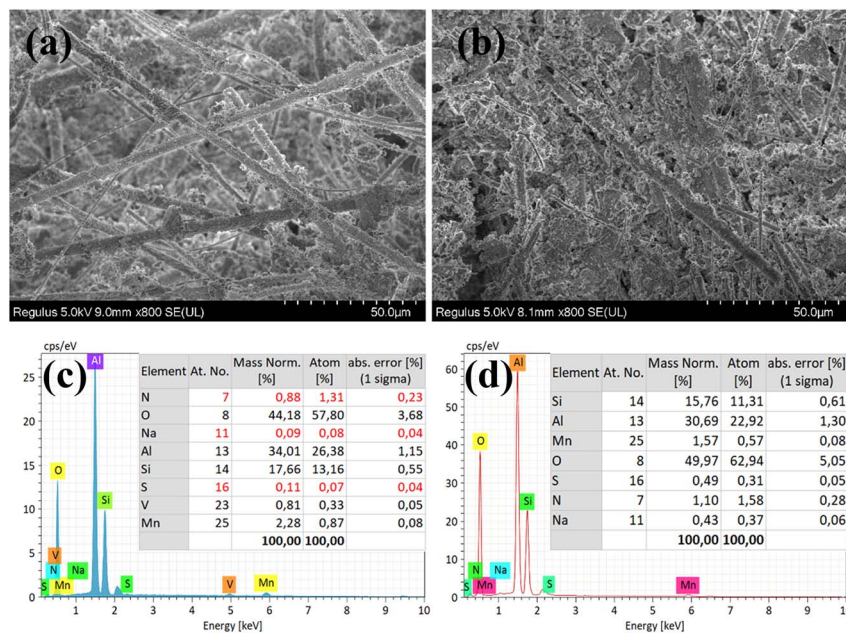 (a)
(b)
Regulus 5.0kV 9.0mm x800 SE(UL) 50.0µm
Regulus 5.0kV 8.1mm x800 SE(UL) 50.0µm
cps/eV
(c)
Element At. No. Mass Norm. [%] Atom [%] abs. error [%] (1 sigma)
N 7 0,88 1,31 0,23
O 8 44,18 57,80 3,68
Na 11 0,09 0,08 0,04
Al 13 34,01 26,38 1,15
Si 14 17,66 13,16 0,55
S 16 0,11 0,07 0,04
V 23 0,81 0,33 0,05
Mn 25 2,28 0,87 0,08
100,00 100,00
25
20
15
10
5
0
Al
O
Si
V
N Na
S Mn S V Mn
0 1 2 3 4 5 6 7 8 9 10
Energy [keV]
cps/eV
(d)
Element At. No. Mass Norm. [%] Atom [%] abs. error [%] (1 sigma)
Si 14 15,76 11,31 0,61
Al 13 30,69 22,92 1,30
Mn 25 1,57 0,57 0,08
O 8 49,97 62,94 5,05
S 16 0,49 0,31 0,05
N 7 1,10 1,58 0,28
Na 11 0,43 0,37 0,06
100,00 100,00
60
50
40
30
20
10
0
Al
O
Si
N Na
S Mn S Mn
0 1 2 3 4 5 6 7 8 9 10
Energy [keV]